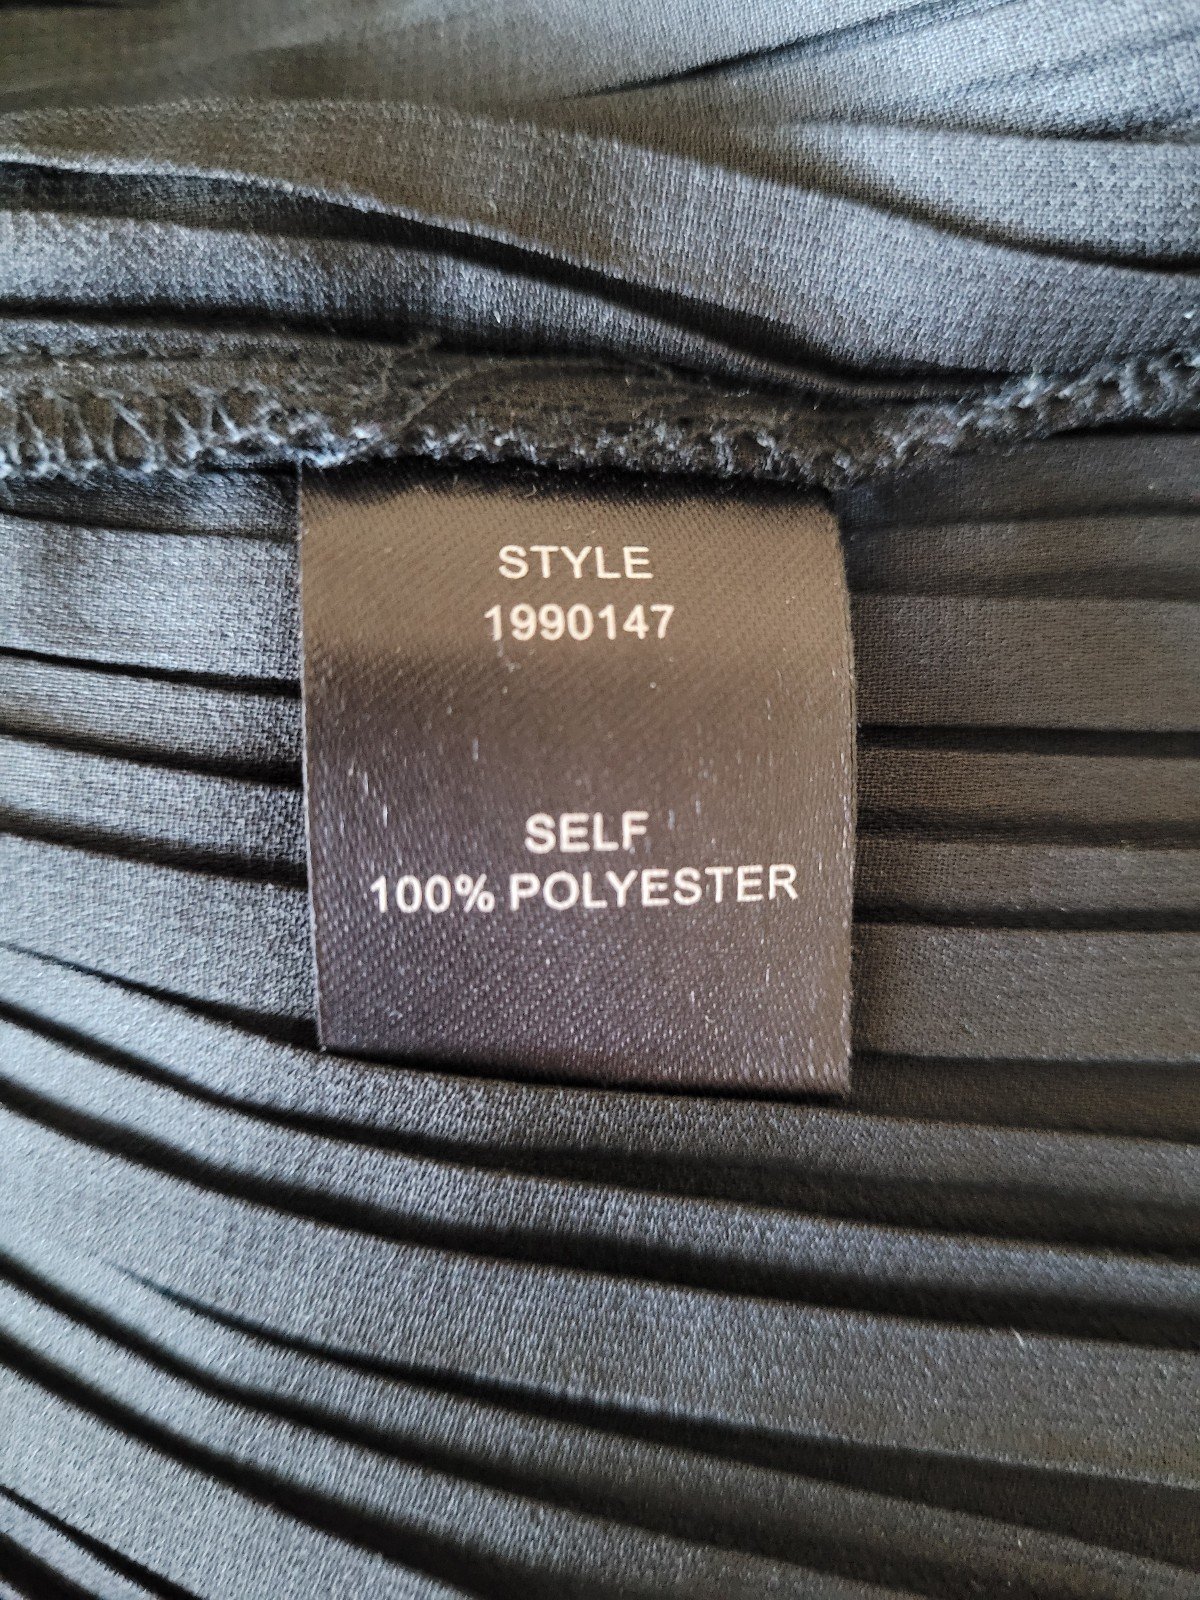 STYLE
1990147
SELF
100% POLYESTER